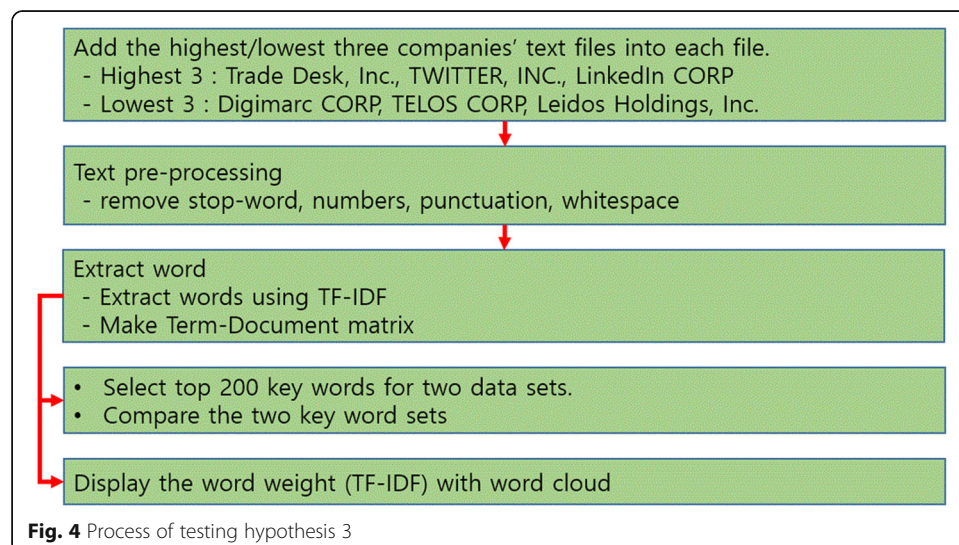 Add the highest/lowest three companies' text files into each file.
- Highest 3 : Trade Desk, Inc., TWITTER, INC., LinkedIn CORP
- Lowest 3 : Digimarc CORP, TELOS CORP, Leidos Holdings, Inc.
Text pre-processing
- remove stop-word, numbers, punctuation, whitespace
Extract word
- Extract words using TF-IDF
- Make Term-Document matrix
• Select top 200 key words for two data sets.
• Compare the two key word sets
Display the word weight (TF-IDF) with word cloud
Fig. 4 Process of testing hypothesis 3